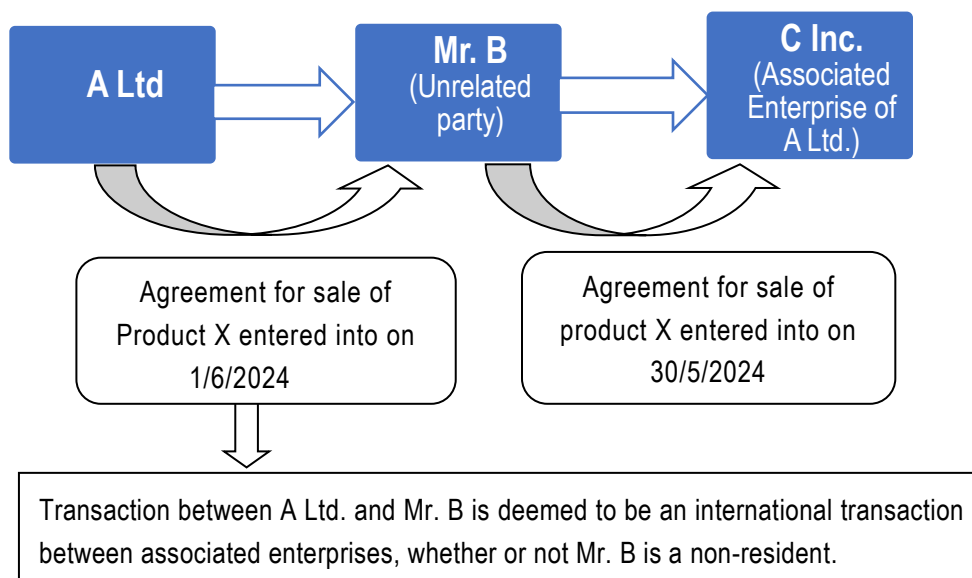 A Ltd
Mr. B
(Unrelated
party)
C Inc.
(Associated
Enterprise of
A Ltd.)
Agreement for sale of
Product X entered into on
1/6/2024
Agreement for sale of
product X entered into on
30/5/2024
Transaction between A Ltd. and Mr. B is deemed to be an international transaction
between associated enterprises, whether or not Mr. B is a non-resident.